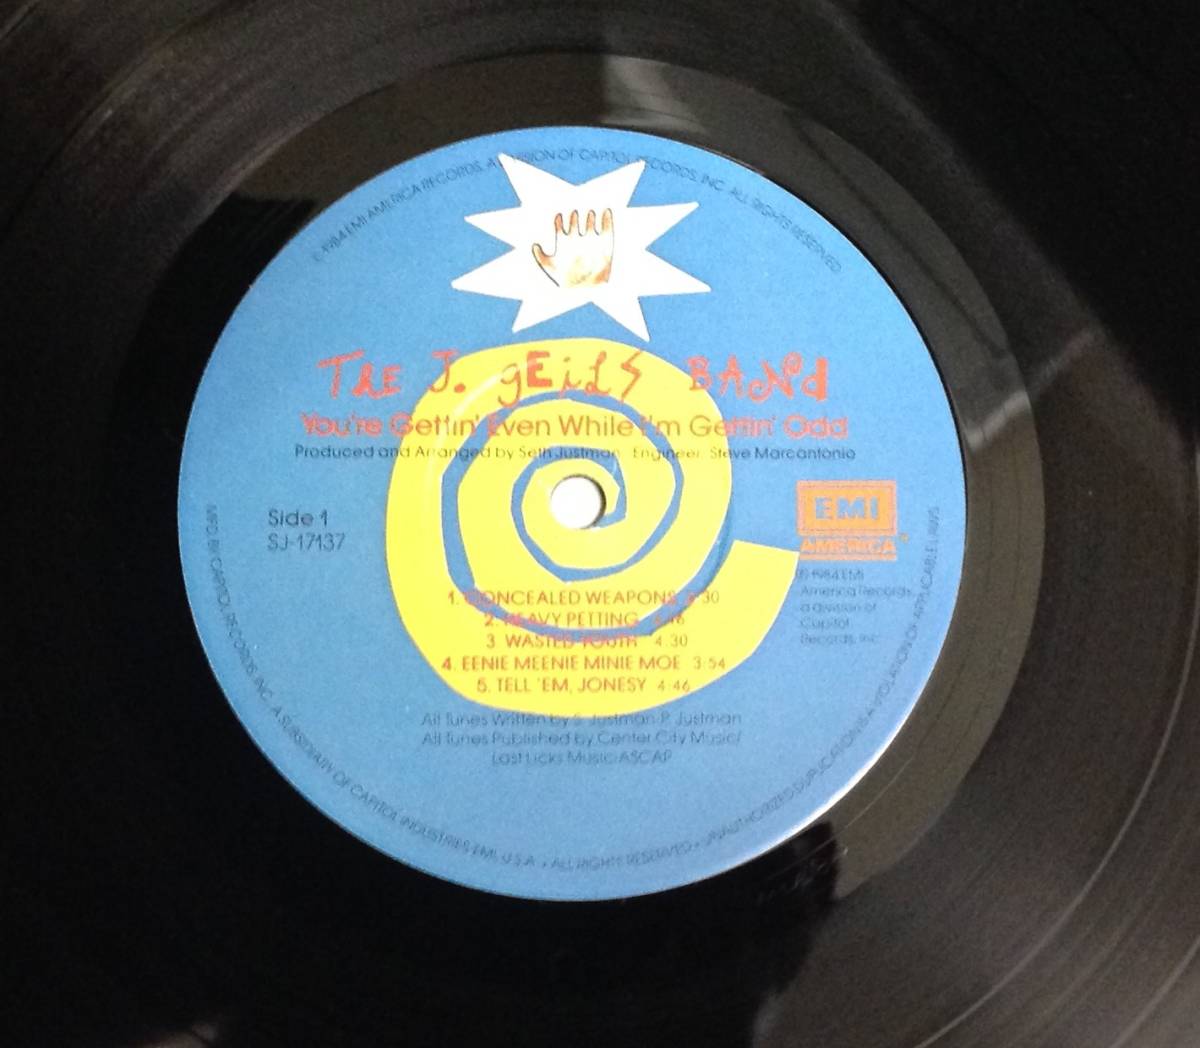 ℗ 1984 EMI AMERICA RECORDS, A DIVISION OF CAPITOL RECORDS, INC. ALL RIGHTS RESERVED.
THE J. gEiLS BANd
You're Gettin' Even While I'm Gettin' Odd
Produced and Arranged by Seth Justman Engineer: Steve Marcantonio
Side 1
SJ-17137
EMI
AMERICA
℗ 1984 EMI
America Records,
a division of
Capitol
Records, Inc.
1. CONCEALED WEAPONS 30
2. HEAVY PETTING
3 WASTED YOUTH 4.30
4. EENIE MEENIE MINIE MOE 3:54
5. TELL 'EM, JONESY 4:46
All Tunes Written by S. Justman-P. Justman
All Tunes Published by Center City Music/
Last Licks Music/ASCAP
MFD. BY CAPITOL RECORDS, INC. A SUBSIDIARY OF CAPITOL INDUSTRIES-EMI, U.S.A. • ALL RIGHTS RESERVED • UNAUTHORIZED DUPLICATION IS A VIOLATION OF APPLICABLE LAWS